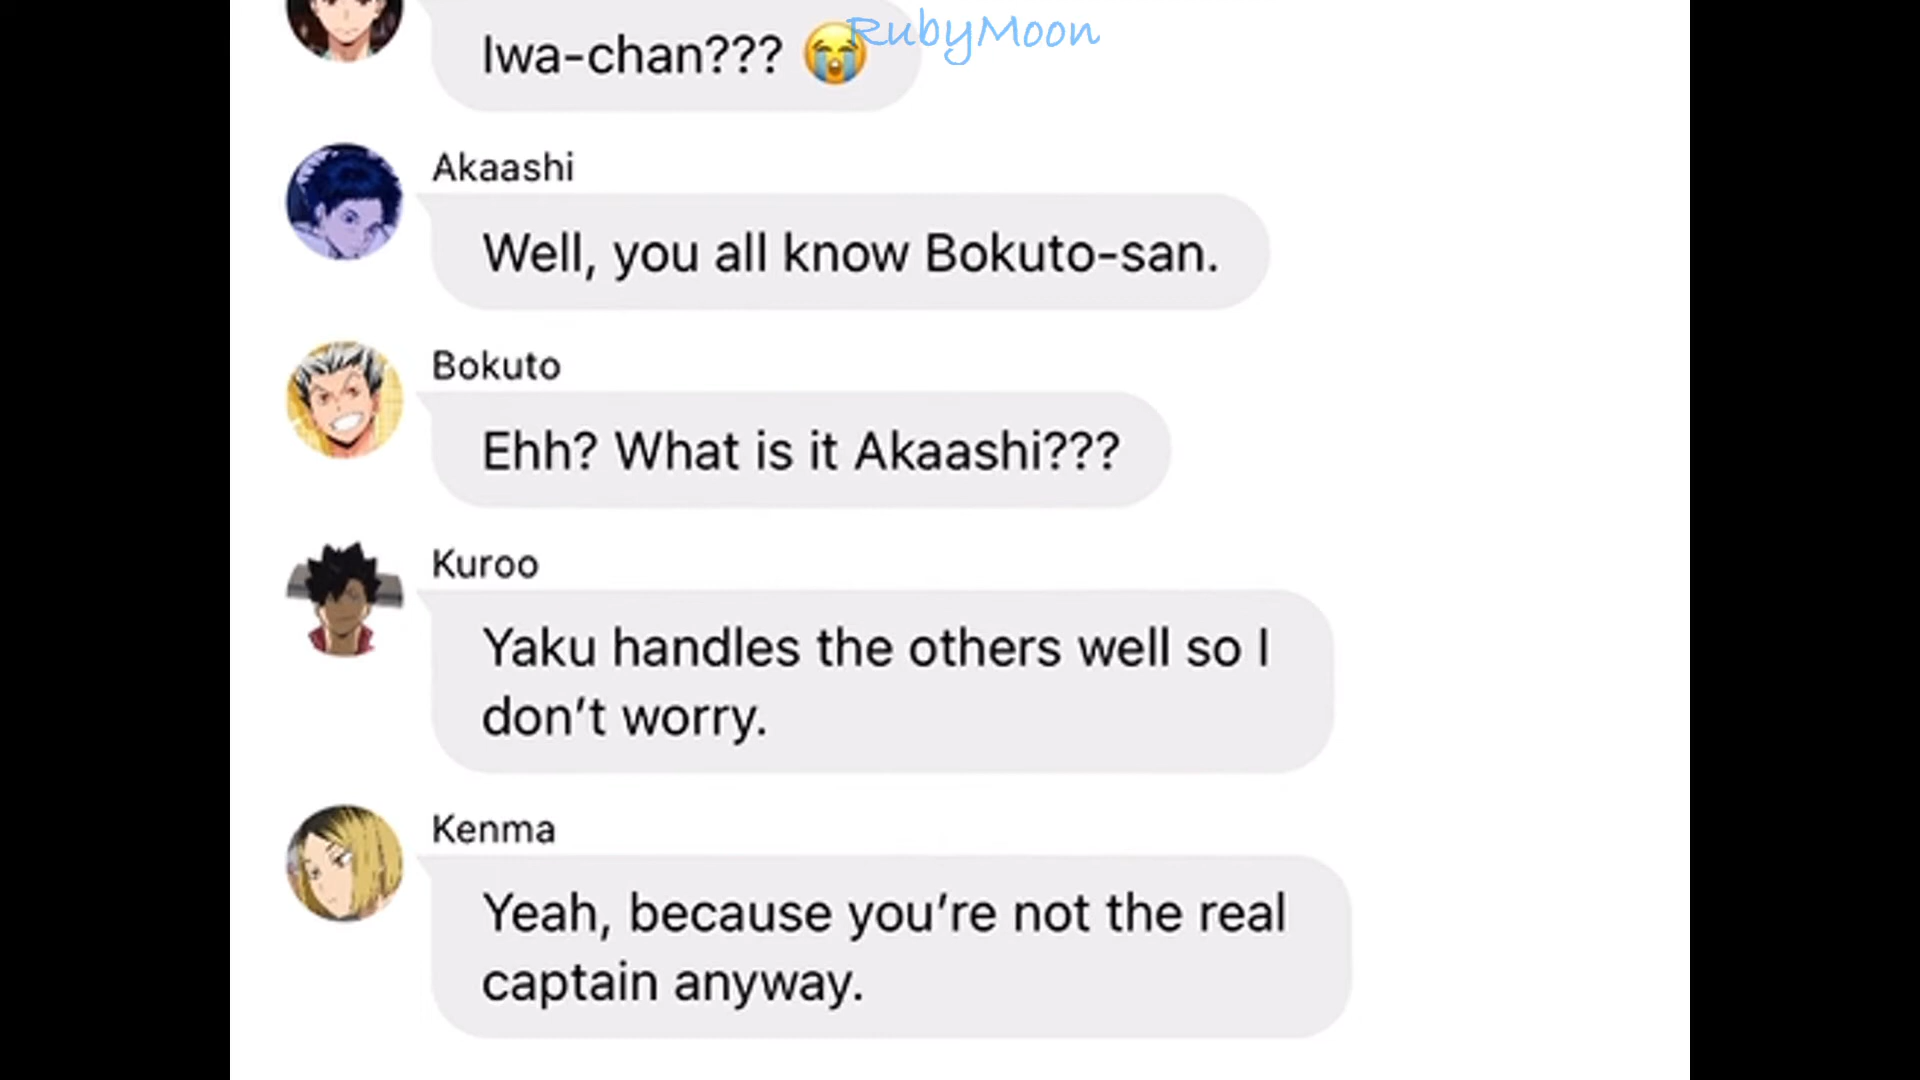 RubyMoon
Iwa-chan??? 😭
Akaashi
Well, you all know Bokuto-san.
Bokuto
Ehh? What is it Akaashi???
Kuroo
Yaku handles the others well so I
don't worry.
Kenma
Yeah, because you're not the real
captain anyway.